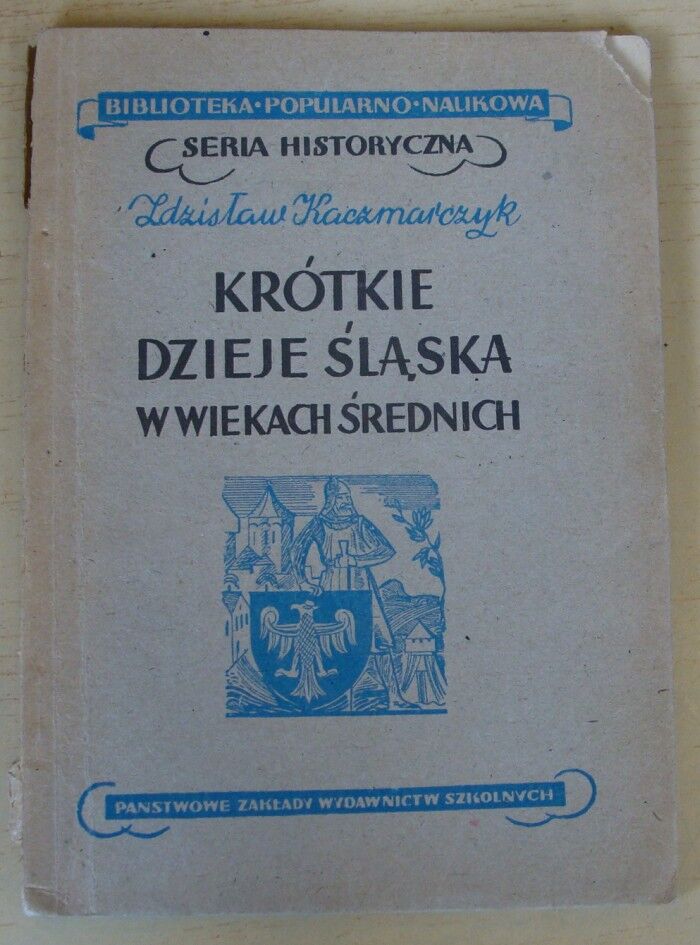 BIBLIOTEKA·POPULARNO·NAUKOWA
SERIA HISTORYCZNA
Zdzisław Kaczmarczyk
KRÓTKIE
DZIEJE ŚLĄSKA
W WIEKACH ŚREDNICH
PAŃSTWOWE ZAKŁADY WYDAWNICTW SZKOLNYCH